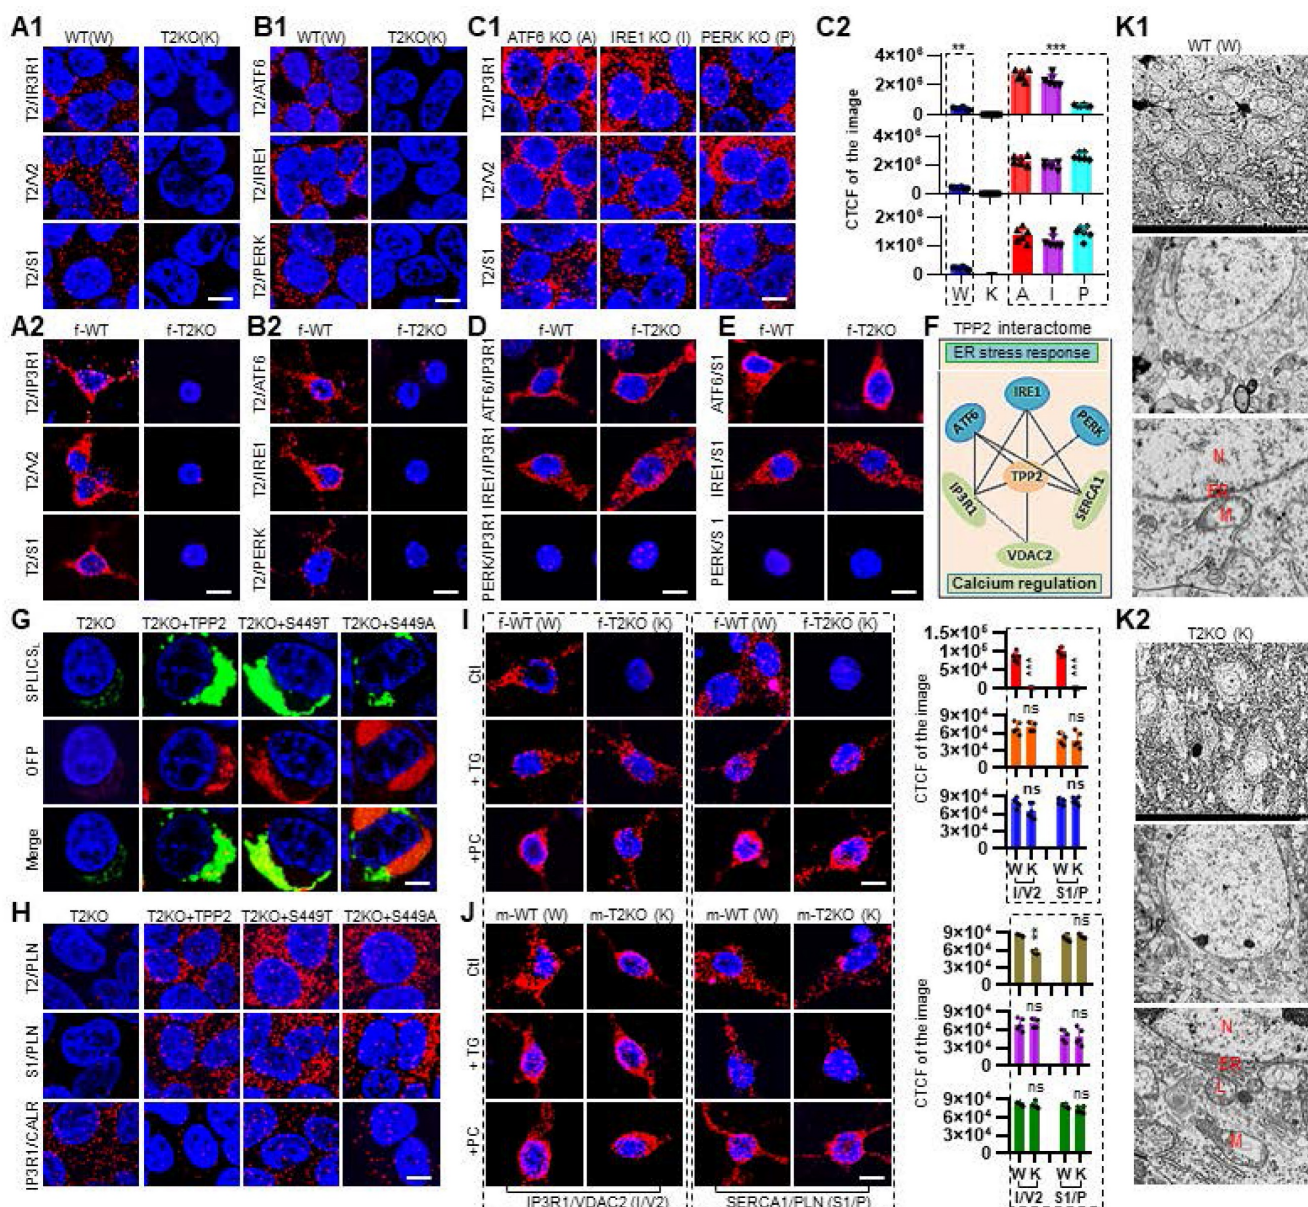 A1
WT(W) T2KO(K)
T2/IR3R1
T2/V2
T2/S1
B1
WT(W) T2KO(K)
T2/ATF6
T2/IRE1
T2/PERK
C1
ATF6 KO (A) IRE1 KO (I) PERK KO (P)
T2/IP3R1
T2/V2
T2/S1
C2
CTCF of the image
** ***
4×10⁶
2×10⁶
0
4×10⁶
2×10⁶
0
2×10⁶
1×10⁶
0
W K A I P
K1
WT (W)
N
ER
M
A2
f-WT f-T2KO
T2/IP3R1
T2/V2
T2/S1
B2
f-WT f-T2KO
T2/ATF6
T2/IRE1
T2/PERK
D
f-WT f-T2KO
ATF6/IP3R1
IRE1/IP3R1
PERK/IP3R1
E
f-WT f-T2KO
ATF6/S1
IRE1/S1
PERK/S1
F
TPP2 interactome
ER stress response
IRE1
ATF6
PERK
TPP2
IP3R1
SERCA1
VDAC2
Calcium regulation
G
T2KO T2KO+TPP2 T2KO+S449T T2KO+S449A
SPLICSL
OFP
Merge
H
T2KO T2KO+TPP2 T2KO+S449T T2KO+S449A
T2/PLN
S1/PLN
IP3R1/CALR
I
f-WT (W) f-T2KO (K) f-WT (W) f-T2KO (K)
Ctl
+ TG
+PC
CTCF of the image
1.5×10⁵
1×10⁵
5×10⁴
0
*** ***
9×10⁴
6×10⁴
3×10⁴
0
ns ns
9×10⁴
6×10⁴
3×10⁴
0
ns ns
W K W K
I/V2 S1/P
J
m-WT (W) m-T2KO (K) m-WT (W) m-T2KO (K)
Ctl
+ TG
+PC
IP3R1/VDAC2 (I/V2) SERCA1/PLN (S1/P)
CTCF of the image
9×10⁴
6×10⁴
3×10⁴
0
** ns
9×10⁴
6×10⁴
3×10⁴
0
ns ns
9×10⁴
6×10⁴
3×10⁴
0
ns ns
W K W K
I/V2 S1/P
K2
T2KO (K)
N
ER
L
M